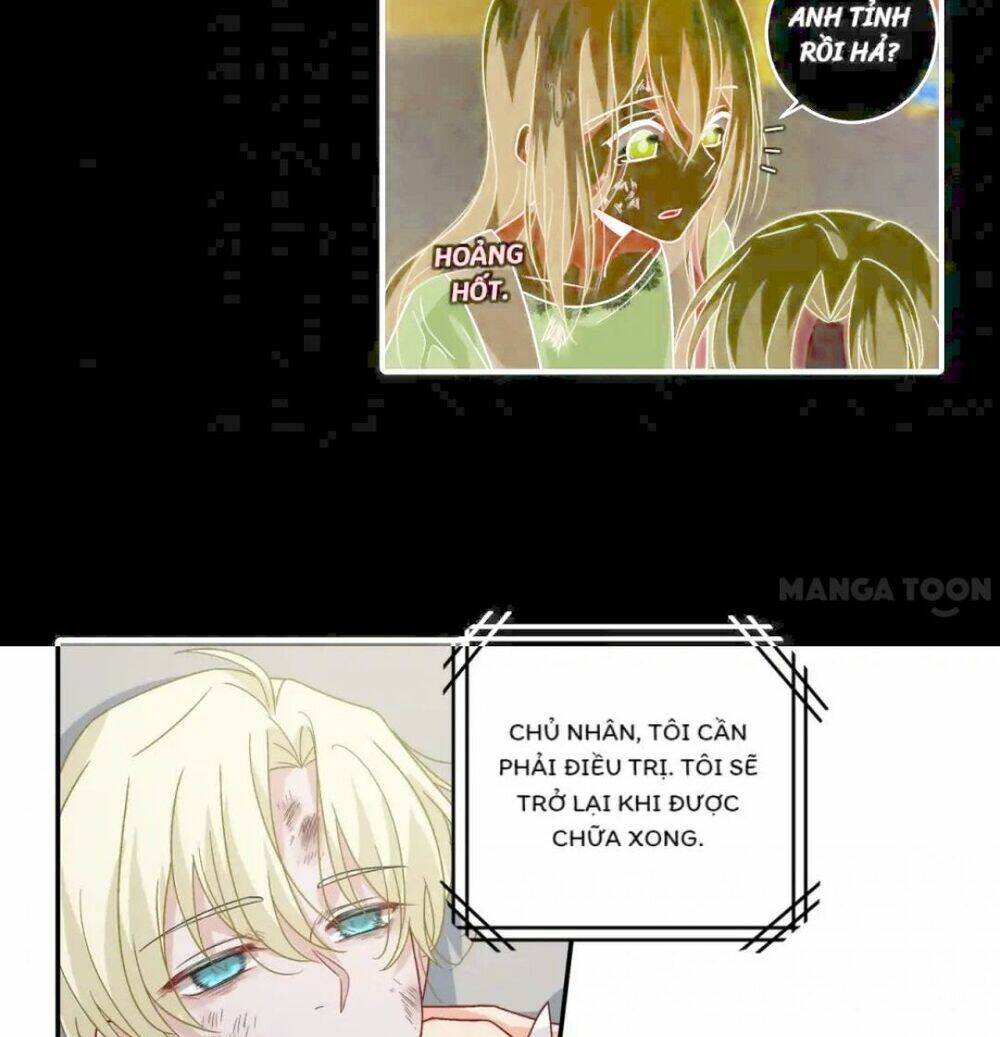 ANH TỈNH
RỒI HẢ?
HOẢNG
HỐT.
MANGA TOON
CHỦ NHÂN, TÔI CẦN
PHẢI ĐIỀU TRỊ. TÔI SẼ
TRỞ LẠI KHI ĐƯỢC
CHỮA XONG.